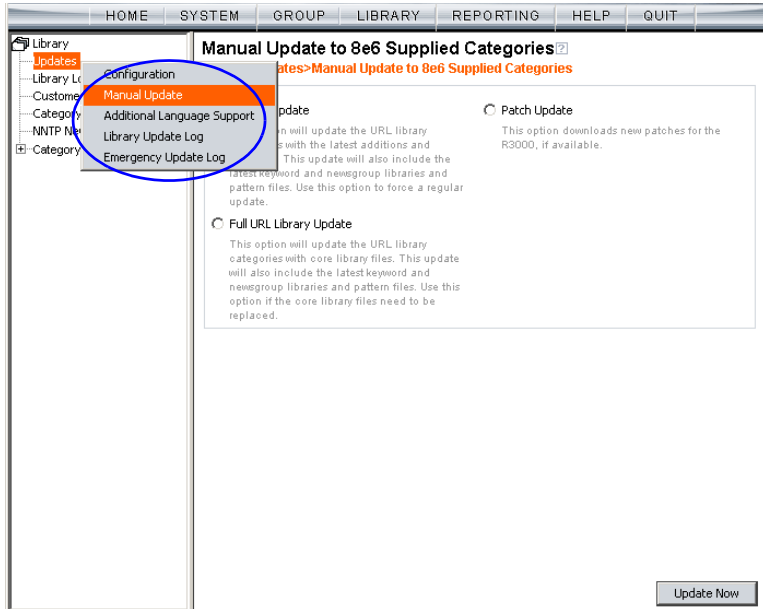 HOME SYSTEM GROUP LIBRARY REPORTING HELP QUIT
Library
Updates
Library Lo
Custome
Category
NNTP Ne
Category
Configuration
Manual Update
Additional Language Support
Library Update Log
Emergency Update Log
Manual Update to 8e6 Supplied Categories
ates>Manual Update to 8e6 Supplied Categories
pdate
on will update the URL library
s with the latest additions and
This update will also include the
latest keyword and newsgroup libraries and
pattern files. Use this option to force a regular
update.
Full URL Library Update
This option will update the URL library
categories with core library files. This update
will also include the latest keyword and
newsgroup libraries and pattern files. Use this
option if the core library files need to be
replaced.
Patch Update
This option downloads new patches for the
R3000, if available.
Update Now